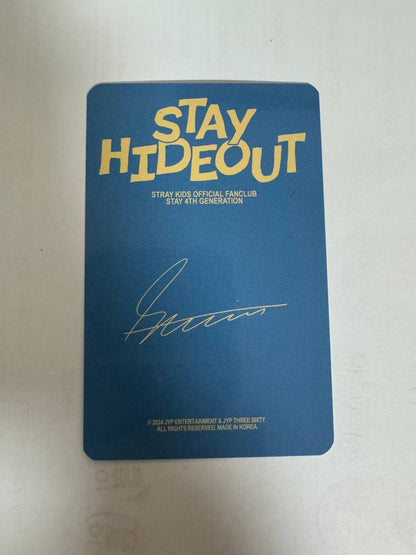 STAY
HIDEOUT
STRAY KIDS OFFICIAL FANCLUB
STAY 4TH GENERATION
© 2024 JYP ENTERTAINMENT & JYP THREE SIXTY.
ALL RIGHTS RESERVED. MADE IN KOREA.